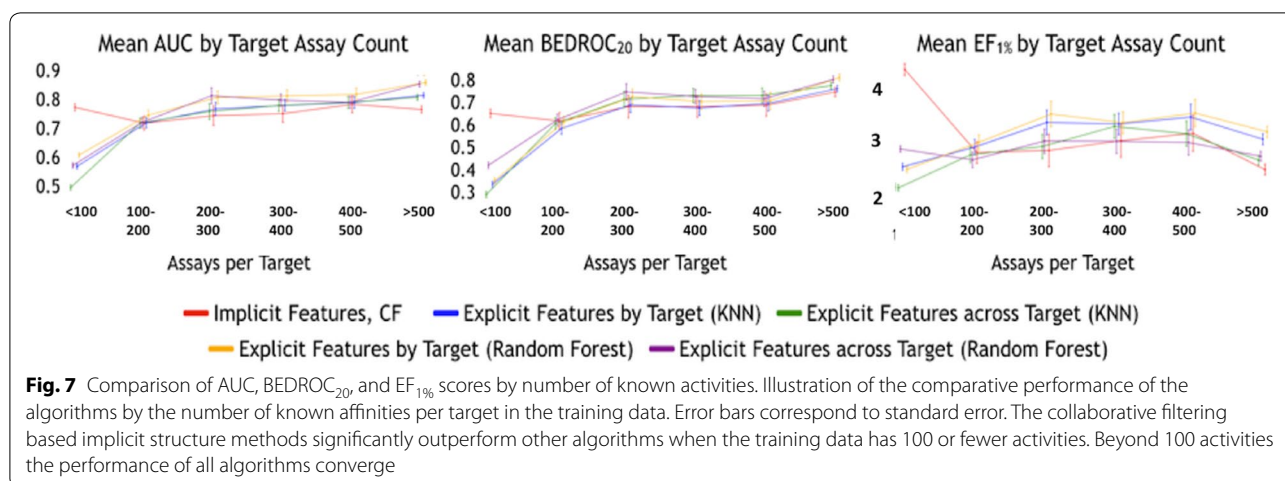 Mean AUC by Target Assay Count
0.9
0.8
0.7
0.6
0.5
<100 100-200 200-300 300-400 400-500 >500
Assays per Target
Mean BEDROC20 by Target Assay Count
0.8
0.7
0.6
0.5
0.4
0.3
<100 100-200 200-300 300-400 400-500 >500
Assays per Target
Mean EF1% by Target Assay Count
4
3
2
1
<100 100-200 200-300 300-400 400-500 >500
Assays per Target
Implicit Features, CF Explicit Features by Target (KNN) Explicit Features across Target (KNN)
Explicit Features by Target (Random Forest) Explicit Features across Target (Random Forest)
Fig. 7 Comparison of AUC, BEDROC20, and EF1% scores by number of known activities. Illustration of the comparative performance of the
algorithms by the number of known affinities per target in the training data. Error bars correspond to standard error. The collaborative filtering
based implicit structure methods significantly outperform other algorithms when the training data has 100 or fewer activities. Beyond 100 activities
the performance of all algorithms converge